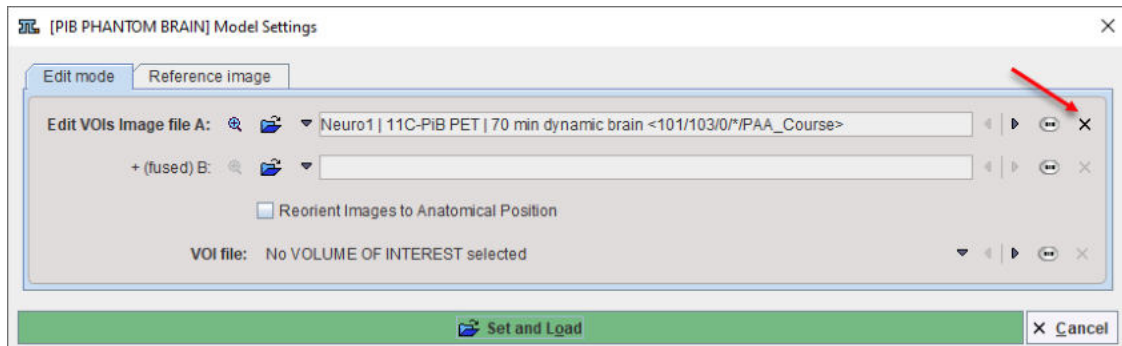 [PIB PHANTOM BRAIN] Model Settings
Edit mode
Reference image
Edit VOIs Image file A: Neuro1 | 11C-PiB PET | 70 min dynamic brain <101/103/0/*/PAA_Course>
+ (fused) B:
Reorient Images to Anatomical Position
VOI file: No VOLUME OF INTEREST selected
Set and Load
Cancel